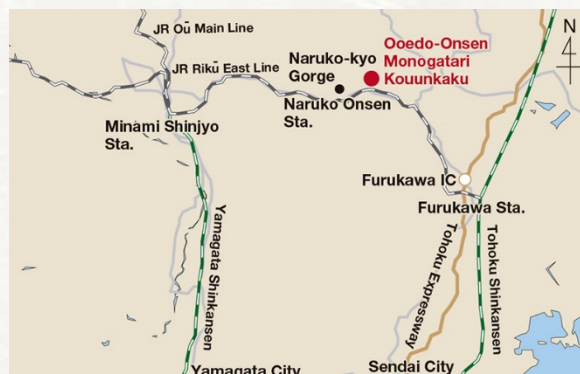 JR Oū Main Line
JR Rikū East Line
Naruko-kyo
Gorge
Ooedo-Onsen
Monogatari
Kouunkaku
N
Naruko Onsen
Sta.
Minami Shinjyo
Sta.
Furukawa IC
Furukawa Sta.
Yamagata Shinkansen
Tohoku Expressway
Tohoku Shinkansen
Yamagata City
Sendai City